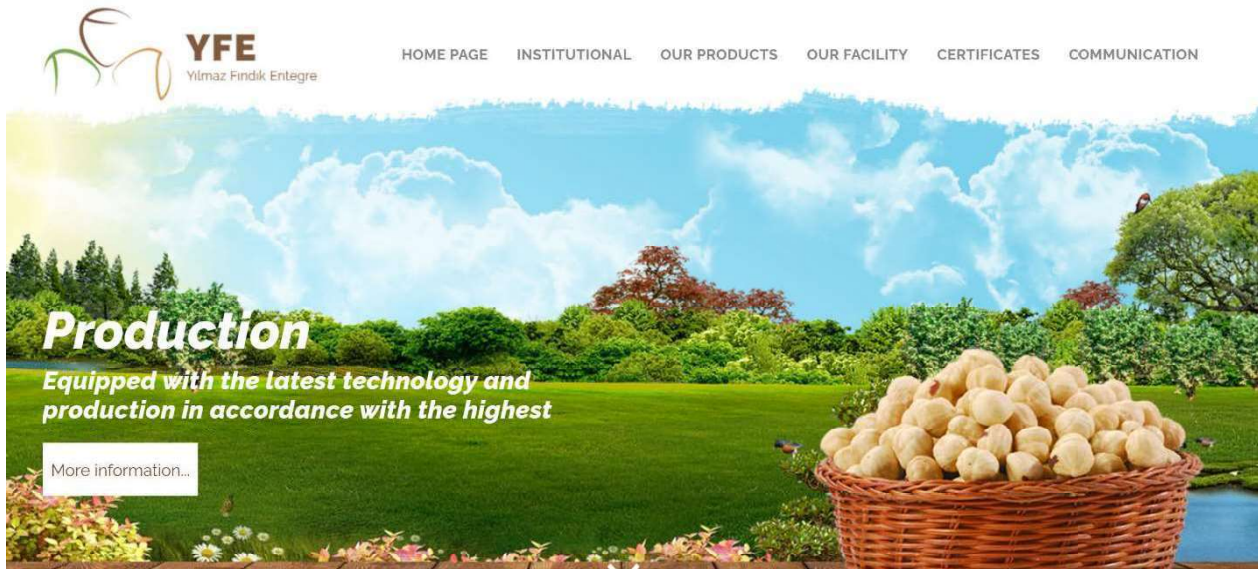 YFE
Yılmaz Fındık Entegre
HOME PAGE INSTITUTIONAL OUR PRODUCTS OUR FACILITY CERTIFICATES COMMUNICATION
Production
Equipped with the latest technology and
production in accordance with the highest
More information...